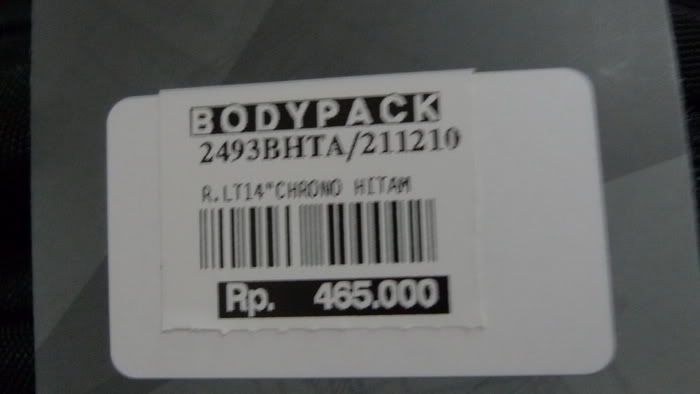 BODYPACK
2493BHTA/211210
R.LT14"CHRONO HITAM
Rp. 465.000